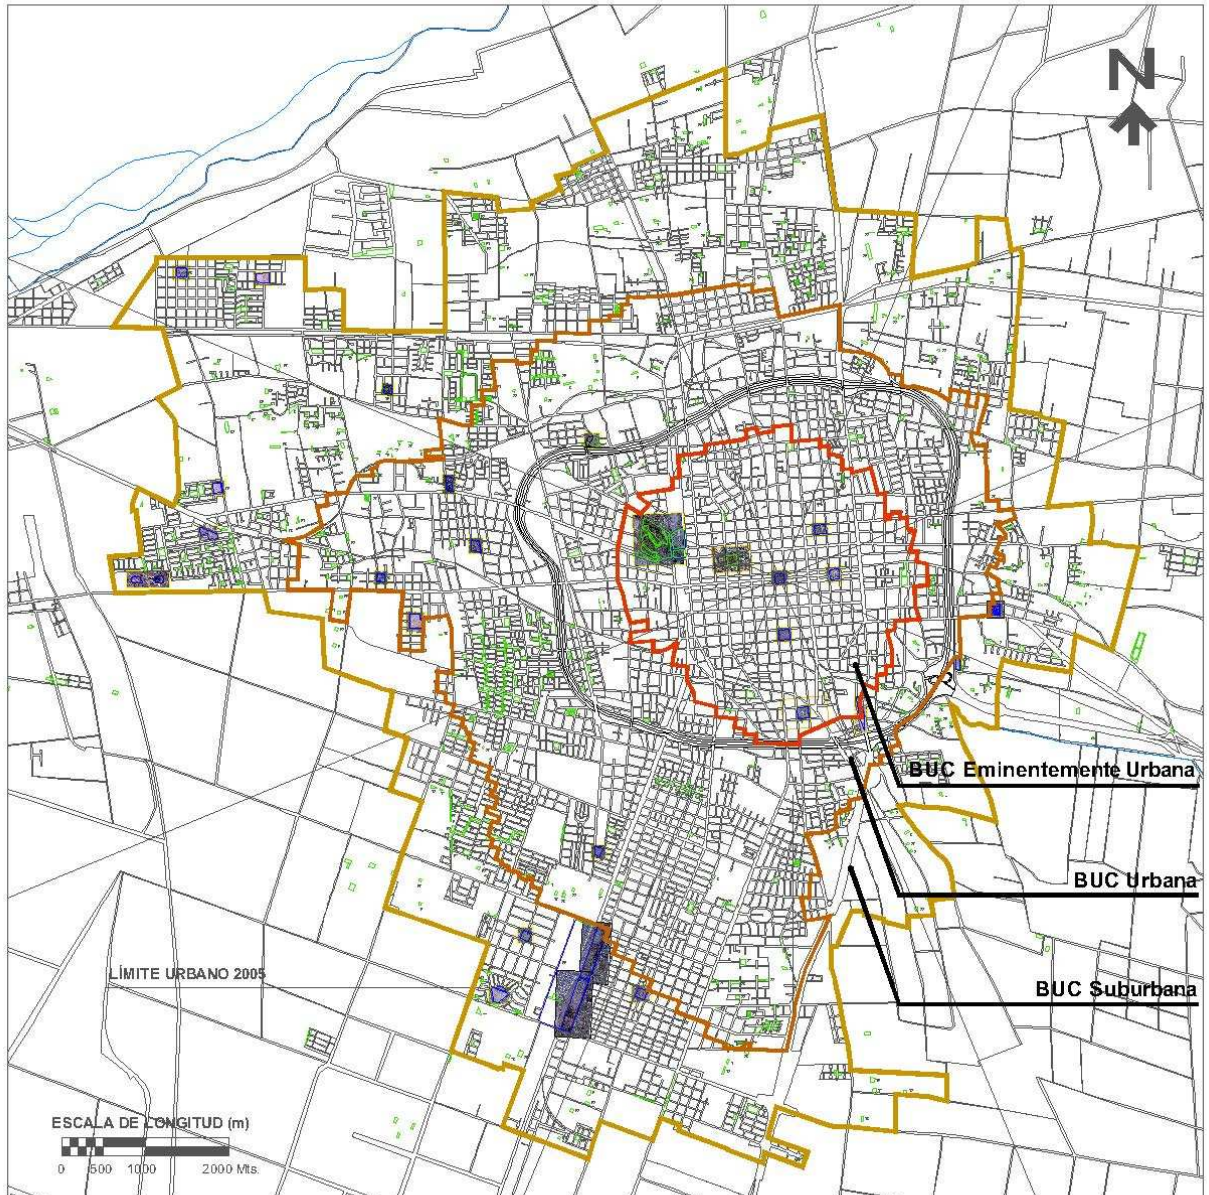 N
BUC Eminentemente Urbana
BUC Urbana
LÍMITE URBANO 2005
BUC Suburbana
ESCALA DE LONGITUD (m)
0 500 1000 2000 Mts.